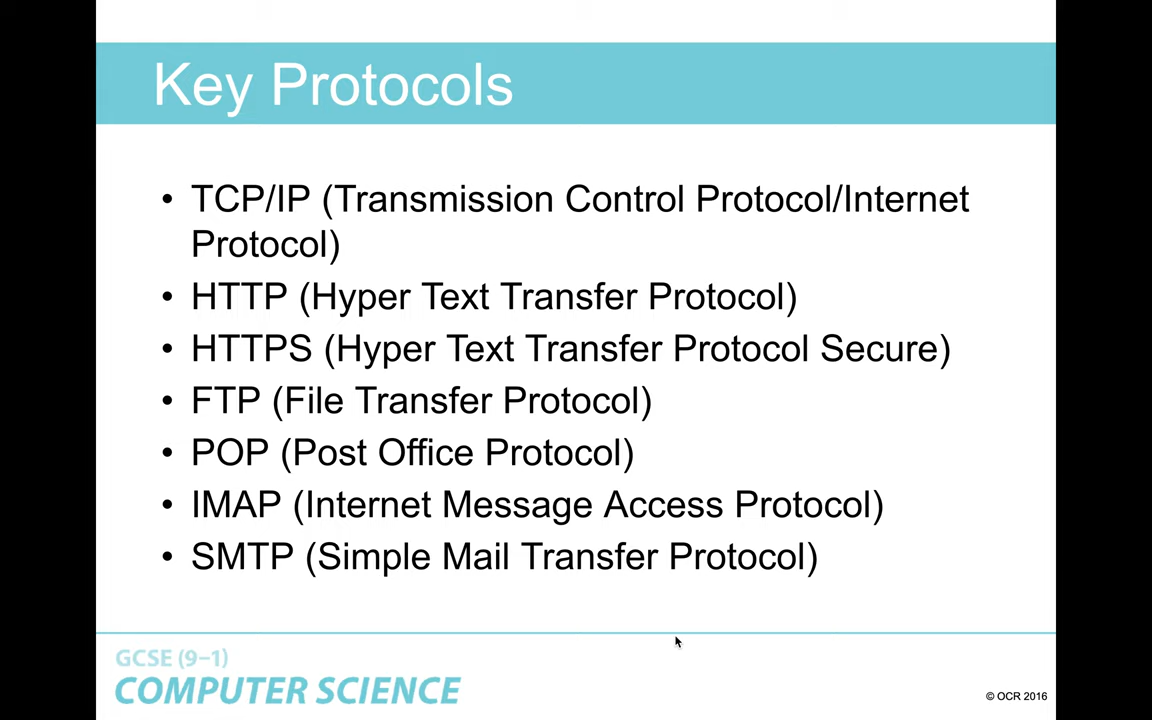 Key Protocols
• TCP/IP (Transmission Control Protocol/Internet
Protocol)
• HTTP (Hyper Text Transfer Protocol)
• HTTPS (Hyper Text Transfer Protocol Secure)
• FTP (File Transfer Protocol)
• POP (Post Office Protocol)
• IMAP (Internet Message Access Protocol)
• SMTP (Simple Mail Transfer Protocol)
GCSE (9–1)
COMPUTER SCIENCE
© OCR 2016